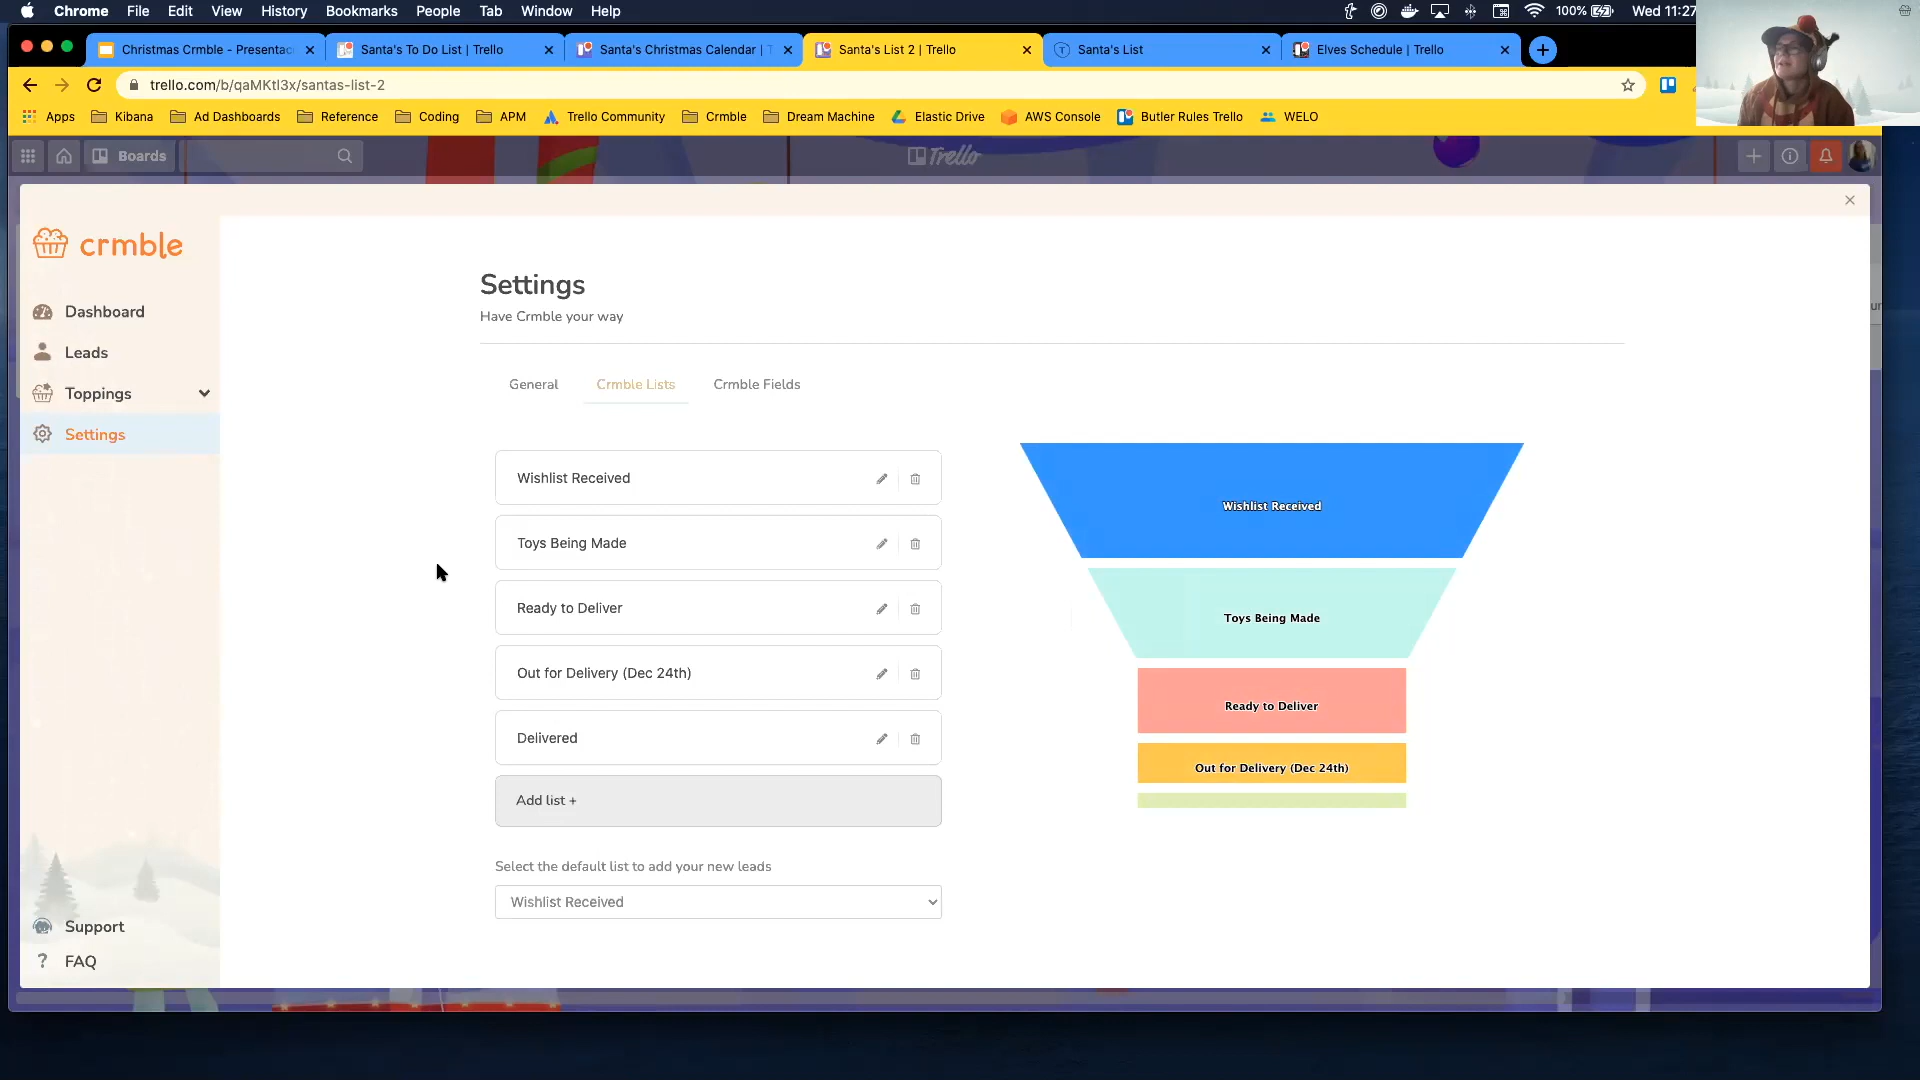 Chrome File Edit View History Bookmarks People Tab Window Help 100% Wed 11:27
Christmas Crmble - Presentac Santa's To Do List | Trello Santa's Christmas Calendar | T Santa's List 2 | Trello Santa's List Elves Schedule | Trello
trello.com/b/qaMKtl3x/santas-list-2
Apps Kibana Ad Dashboards Reference Coding APM Trello Community Crmble Dream Machine Elastic Drive AWS Console Butler Rules Trello WELO
Boards Trello
crmble
Dashboard
Leads
Toppings
Settings
Support
? FAQ
Settings
Have Crmble your way
General Crmble Lists Crmble Fields
Wishlist Received
Toys Being Made
Ready to Deliver
Out for Delivery (Dec 24th)
Delivered
Add list +
Select the default list to add your new leads
Wishlist Received
Wishlist Received
Toys Being Made
Ready to Deliver
Out for Delivery (Dec 24th)